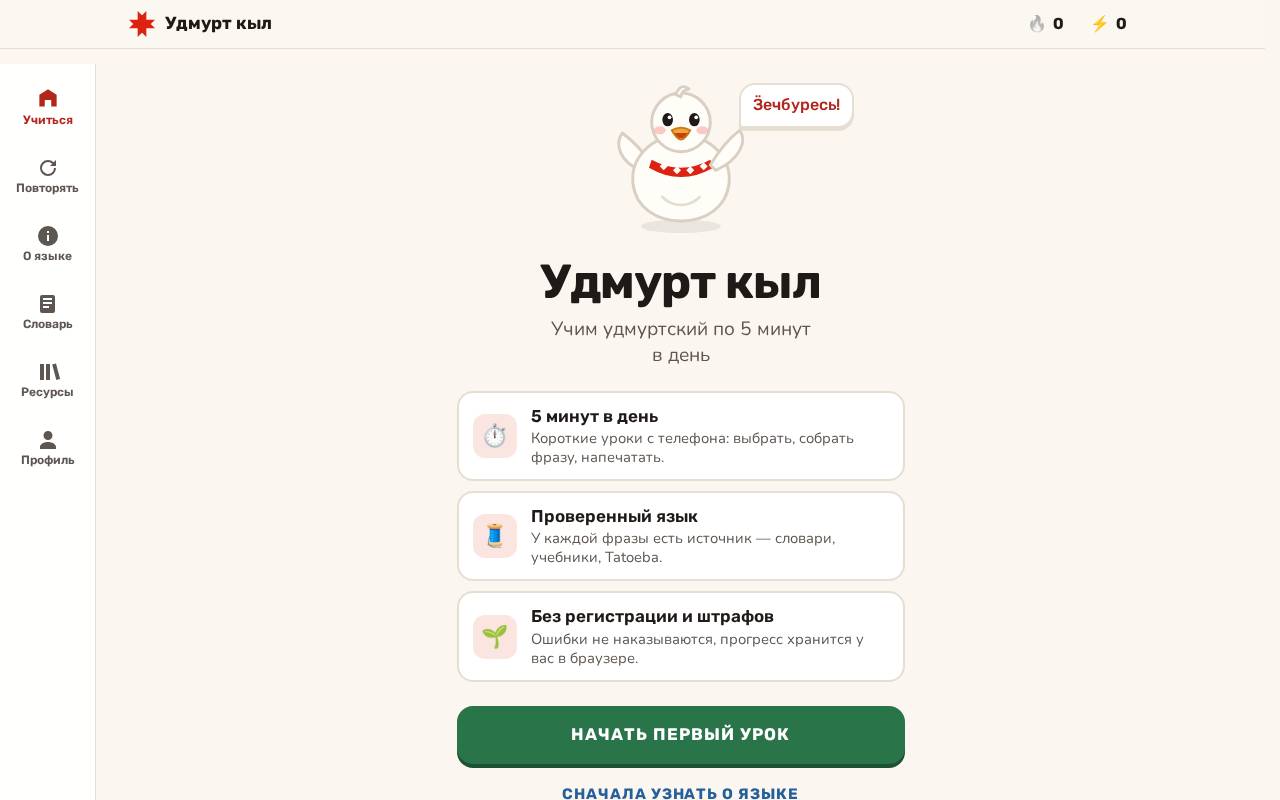 Удмурт кыл
0
0
Учиться
Повторять
О языке
Словарь
Ресурсы
Профиль
Ӟечбуресь!
Удмурт кыл
Учим удмуртский по 5 минут
в день
5 минут в день
Короткие уроки с телефона: выбрать, собрать
фразу, напечатать.
Проверенный язык
У каждой фразы есть источник — словари,
учебники, Tatoeba.
Без регистрации и штрафов
Ошибки не наказываются, прогресс хранится у
вас в браузере.
НАЧАТЬ ПЕРВЫЙ УРОК
СНАЧАЛА УЗНАТЬ О ЯЗЫКЕ